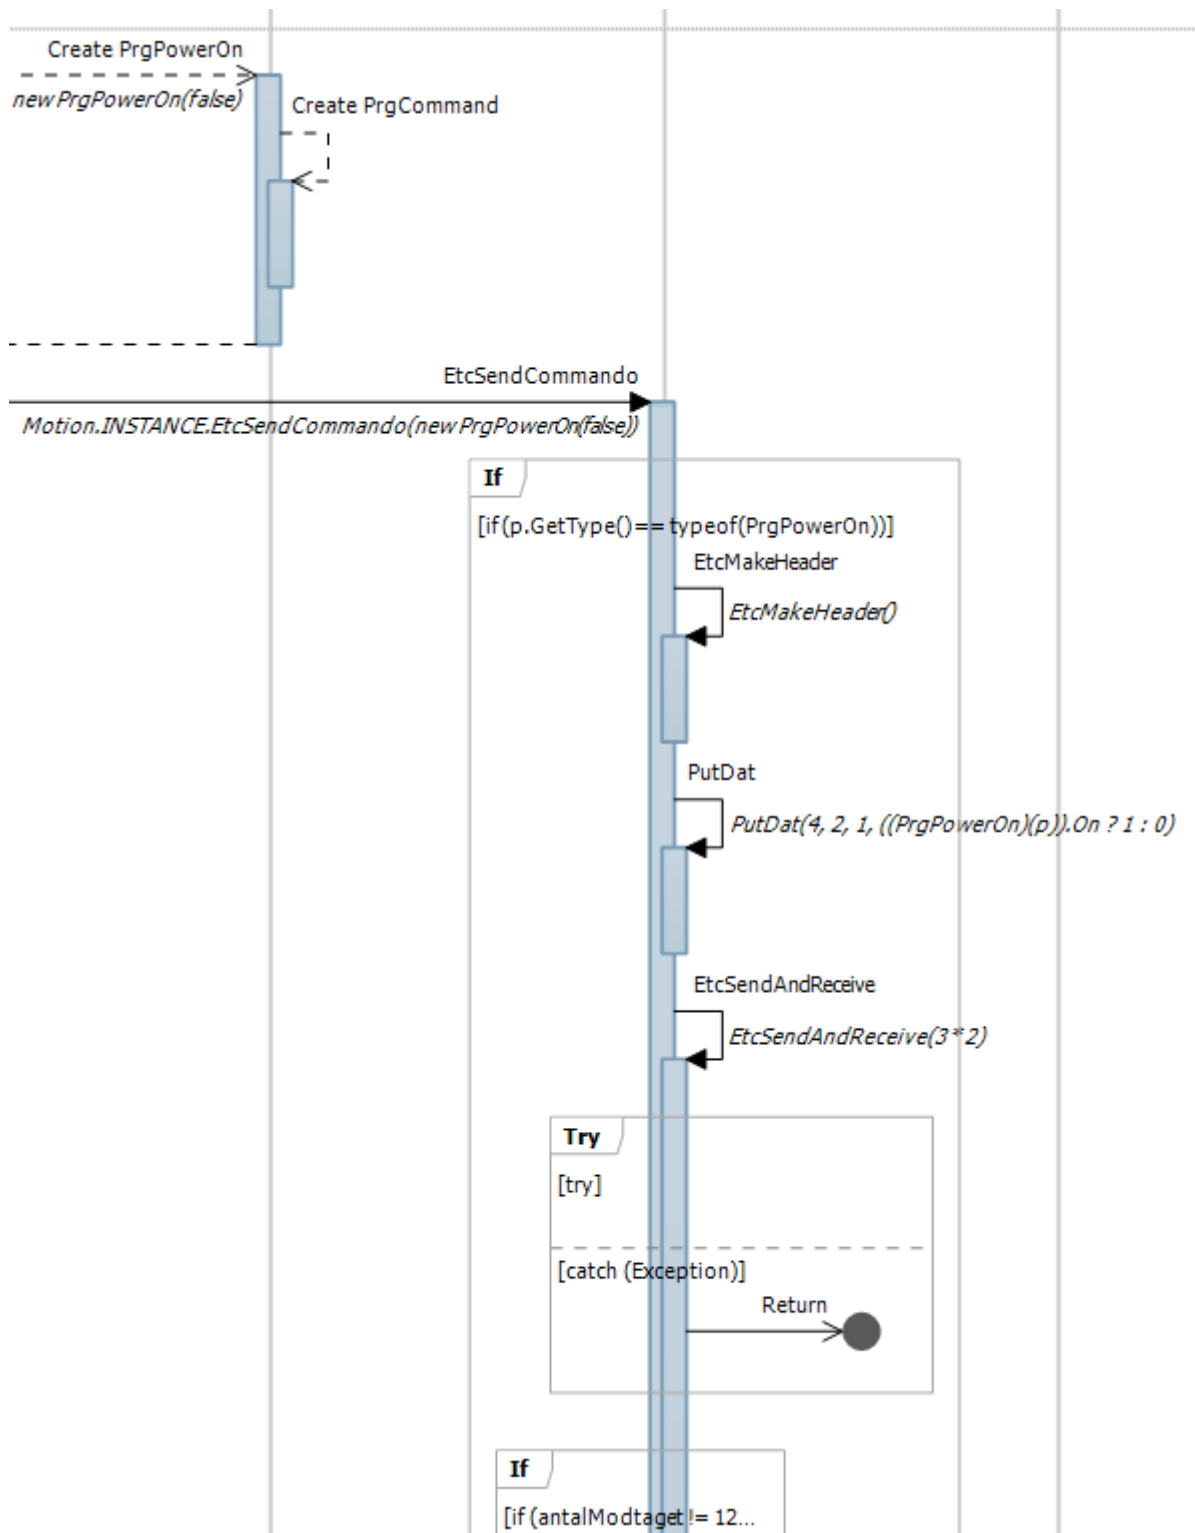 Create PrgPowerOn
new PrgPowerOn(false)
Create PrgCommand
EtcSendCommando
Motion.INSTANCE.EtcSendCommando(new PrgPowerOn(false))
If
[if (p.GetType() == typeof(PrgPowerOn))]
EtcMakeHeader
EtcMakeHeader()
PutDat
PutDat(4, 2, 1, ((PrgPowerOn)(p)).On ? 1 : 0)
EtcSendAndReceive
EtcSendAndReceive(3*2)
Try
[try]
[catch (Exception)]
Return
If
[if (antalModtaget != 12...